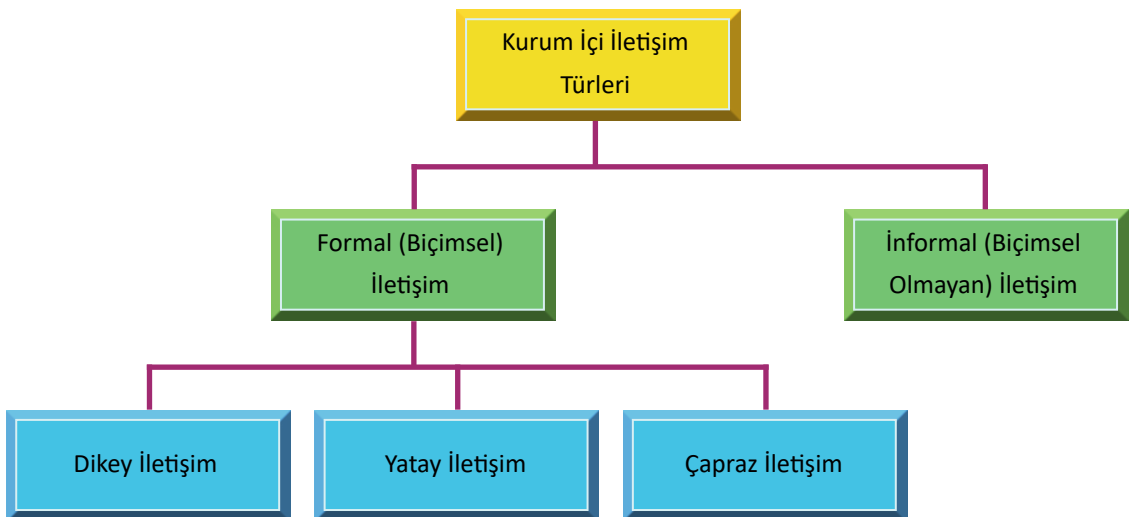 Kurum İçi İletişim
Türleri
Formal (Biçimsel)
İletişim
İnformal (Biçimsel
Olmayan) İletişim
Dikey İletişim
Yatay İletişim
Çapraz İletişim